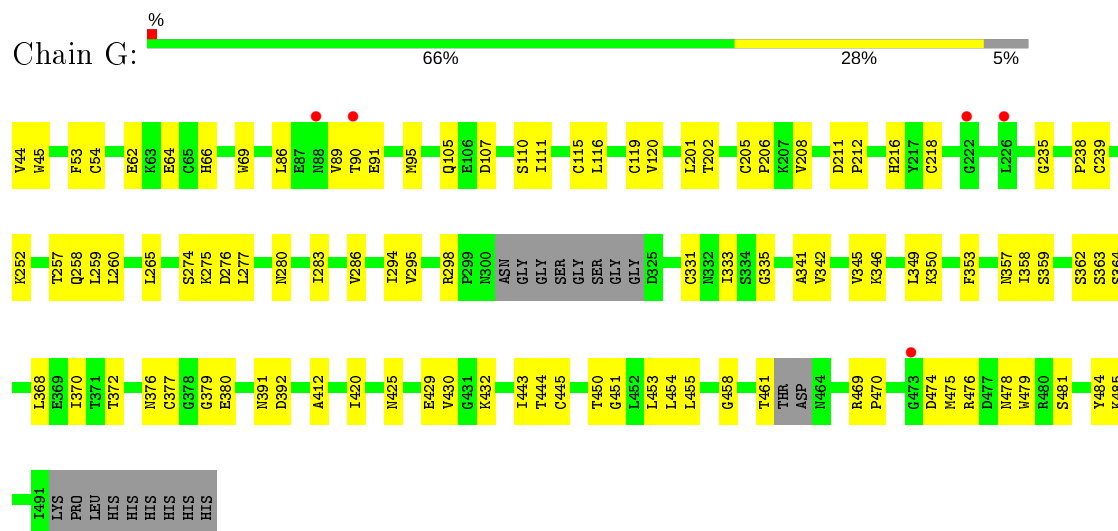 %
Chain G:
66% 28% 5%
V44 W45 F53 C54 E62 K63 E64 C65 H66 W69 L86 E87 N88 V89 T90 E91 M95 Q105 E106 D107 S110 I111 C115 L116 C119 V120 L201 T202 C205 P206 K207 V208 D211 P212 H216 Y217 C218 G222 L226 G235 P238 C239
K252 T257 Q258 L259 L260 L265 S274 K275 D276 L277 N280 I283 V286 I294 V295 R298 P299 N300 ASN GLY GLY SER SER GLY GLY D325 C331 N332 I333 S334 G335 A341 V342 V345 K346 L349 K350 F353 N357 I358 S359 S362 S363 S364
L368 E369 I370 T371 T372 N376 C377 G378 G379 E380 N391 D392 A412 I420 N425 E429 V430 G431 K432 I443 T444 C445 T450 G451 L452 L453 L454 L455 G458 T461 THR ASP N464 R469 P470 G473 D474 M475 R476 D477 N478 W479 R480 S481 Y484 K485
I491 LYS PRO LEU HIS HIS HIS HIS HIS HIS